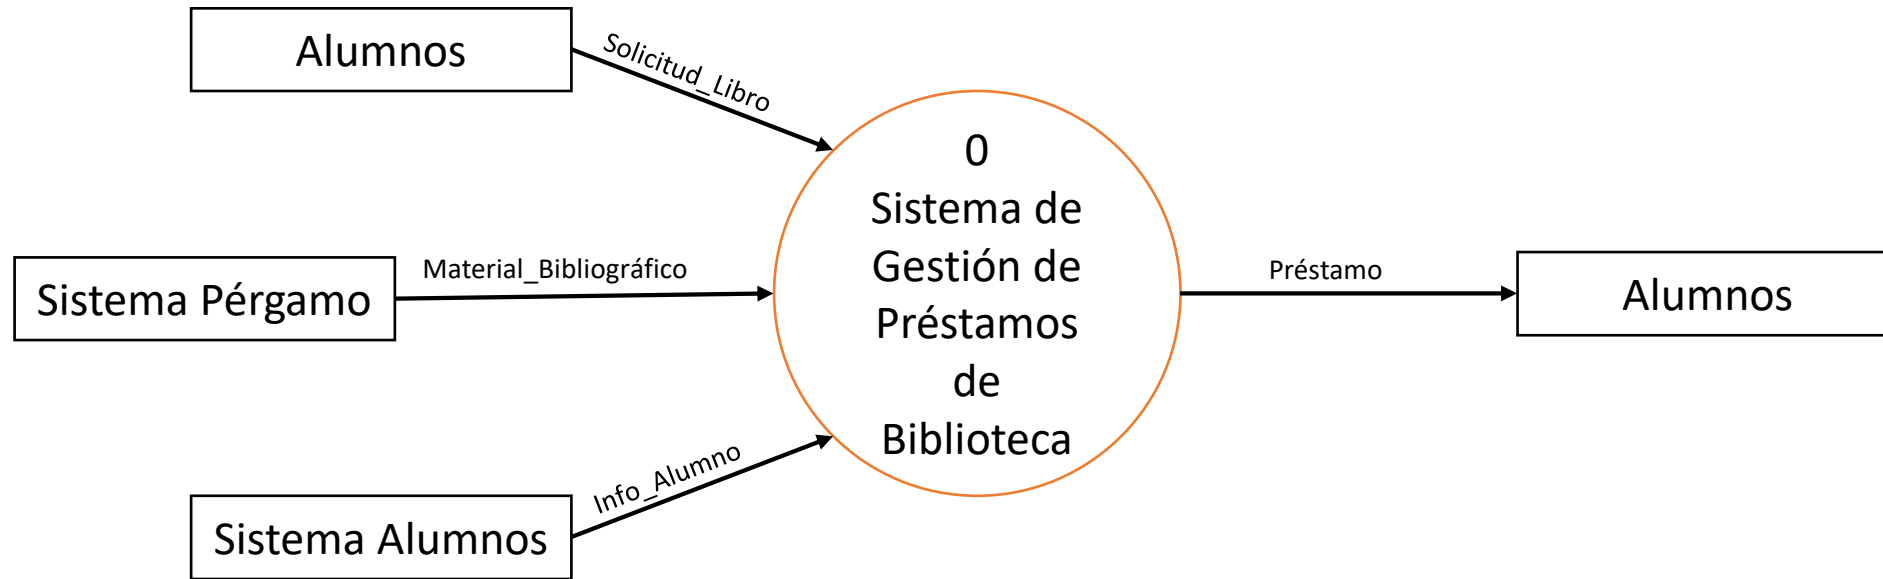 Alumnos
Solicitud_Libro
Sistema Pérgamo
Material_Bibliográfico
Sistema Alumnos
Info_Alumno
0
Sistema de
Gestión de
Préstamos
de
Biblioteca
Préstamo
Alumnos